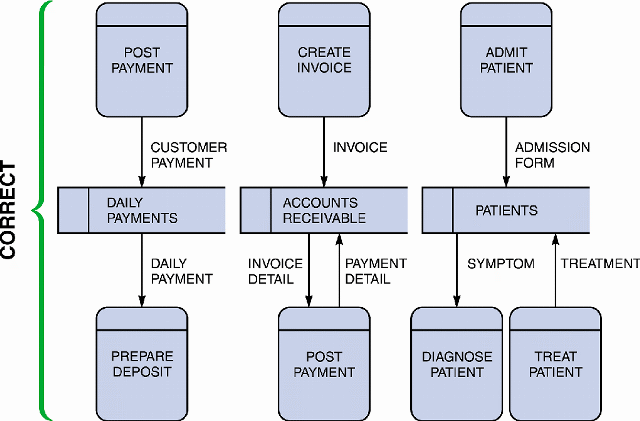 CORRECT
POST
PAYMENT
CREATE
INVOICE
ADMIT
PATIENT
CUSTOMER
PAYMENT
INVOICE
ADMISSION
FORM
DAILY
PAYMENTS
ACCOUNTS
RECEIVABLE
PATIENTS
DAILY
PAYMENT
INVOICE
DETAIL
PAYMENT
DETAIL
SYMPTOM
TREATMENT
PREPARE
DEPOSIT
POST
PAYMENT
DIAGNOSE
PATIENT
TREAT
PATIENT